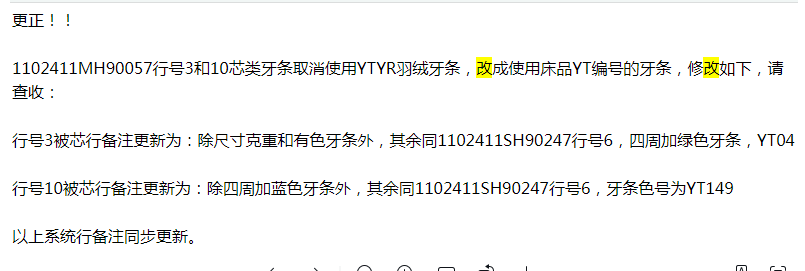 更正！！
1102411MH90057行号3和10芯类牙条取消使用YTYR羽绒牙条，改成使用床品YT编号的牙条，修改如下，请
查收：
行号3被芯行备注更新为：除尺寸克重和有色牙条外，其余同1102411SH90247行号6，四周加绿色牙条，YT04
行号10被芯行备注更新为：除四周加蓝色牙条外，其余同1102411SH90247行号6，牙条色号为YT149
以上系统行备注同步更新。